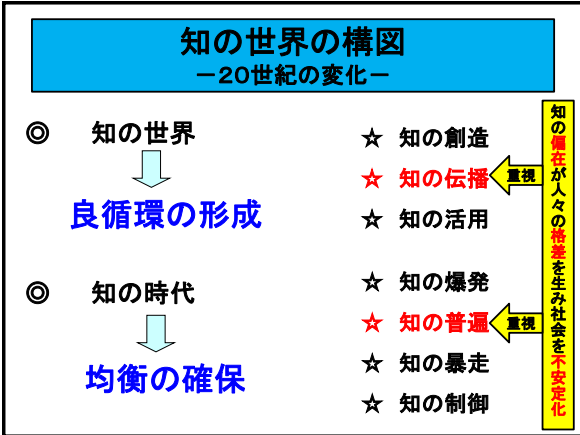 知の世界の構図
－20世紀の変化－
◎ 知の世界
良循環の形成
☆ 知の創造
☆ 知の伝播
重視
☆ 知の活用
◎ 知の時代
均衡の確保
☆ 知の爆発
☆ 知の普遍
重視
☆ 知の暴走
☆ 知の制御
知の偏在が人々の格差を生み社会を不安定化